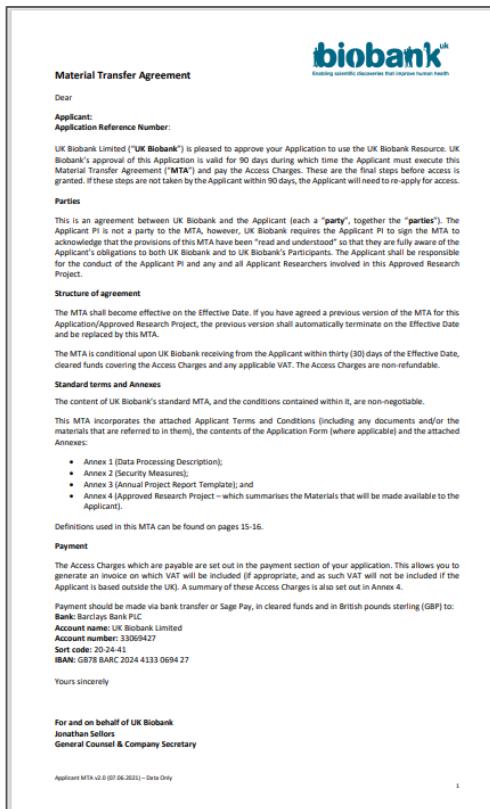 biobank uk
Enabling scientific discoveries that improve human health
Material Transfer Agreement
Dear
Applicant:
Application Reference Number:
UK Biobank Limited (“UK Biobank”) is pleased to approve your Application to use the UK Biobank Resource. UK
Biobank’s approval of this Application is valid for 90 days during which time the Applicant must execute this
Material Transfer Agreement (“MTA”) and pay the Access Charges. These are the final steps before access is
granted. If these steps are not taken by the Applicant within 90 days, the Applicant will need to re-apply for access.
Parties
This is an agreement between UK Biobank and the Applicant (each a “party”, together the “parties”). The
Applicant PI is not a party to the MTA, however, UK Biobank requires the Applicant PI to sign the MTA to
acknowledge that the provisions of this MTA have been “read and understood” so that they are fully aware of the
Applicant’s obligations to both UK Biobank and to UK Biobank’s Participants. The Applicant shall be responsible
for the conduct of the Applicant PI and any and all Applicant Researchers involved in this Approved Research
Project.
Structure of agreement
The MTA shall become effective on the Effective Date. If you have agreed a previous version of the MTA for this
Application/Approved Research Project, the previous version shall automatically terminate on the Effective Date
and be replaced by this MTA.
The MTA is conditional upon UK Biobank receiving from the Applicant within thirty (30) days of the Effective Date,
cleared funds covering the Access Charges and any applicable VAT. The Access Charges are non-refundable.
Standard terms and Annexes
The content of UK Biobank’s standard MTA, and the conditions contained within it, are non-negotiable.
This MTA incorporates the attached Applicant Terms and Conditions (including any documents and/or the
materials that are referred to in them), the contents of the Application Form (where applicable) and the attached
Annexes:
• Annex 1 (Data Processing Description);
• Annex 2 (Security Measures);
• Annex 3 (Annual Project Report Template); and
• Annex 4 (Approved Research Project – which summarises the Materials that will be made available to the
Applicant).
Definitions used in this MTA can be found on pages 15-16.
Payment
The Access Charges which are payable are set out in the payment section of your application. This allows you to
generate an invoice on which VAT will be included (if appropriate, and as such VAT will not be included if the
Applicant is based outside the UK). A summary of these Access Charges is also set out in Annex 4.
Payment should be made via bank transfer or Sage Pay, in cleared funds and in British pounds sterling (GBP) to:
Bank: Barclays Bank PLC
Account name: UK Biobank Limited
Account number: 33069427
Sort code: 20-24-41
IBAN: GB78 BARC 2024 4133 0694 27
Yours sincerely
For and on behalf of UK Biobank
Jonathan Sellors
General Counsel & Company Secretary
Applicant MTA v2.0 (07.06.2021) – Data Only
1